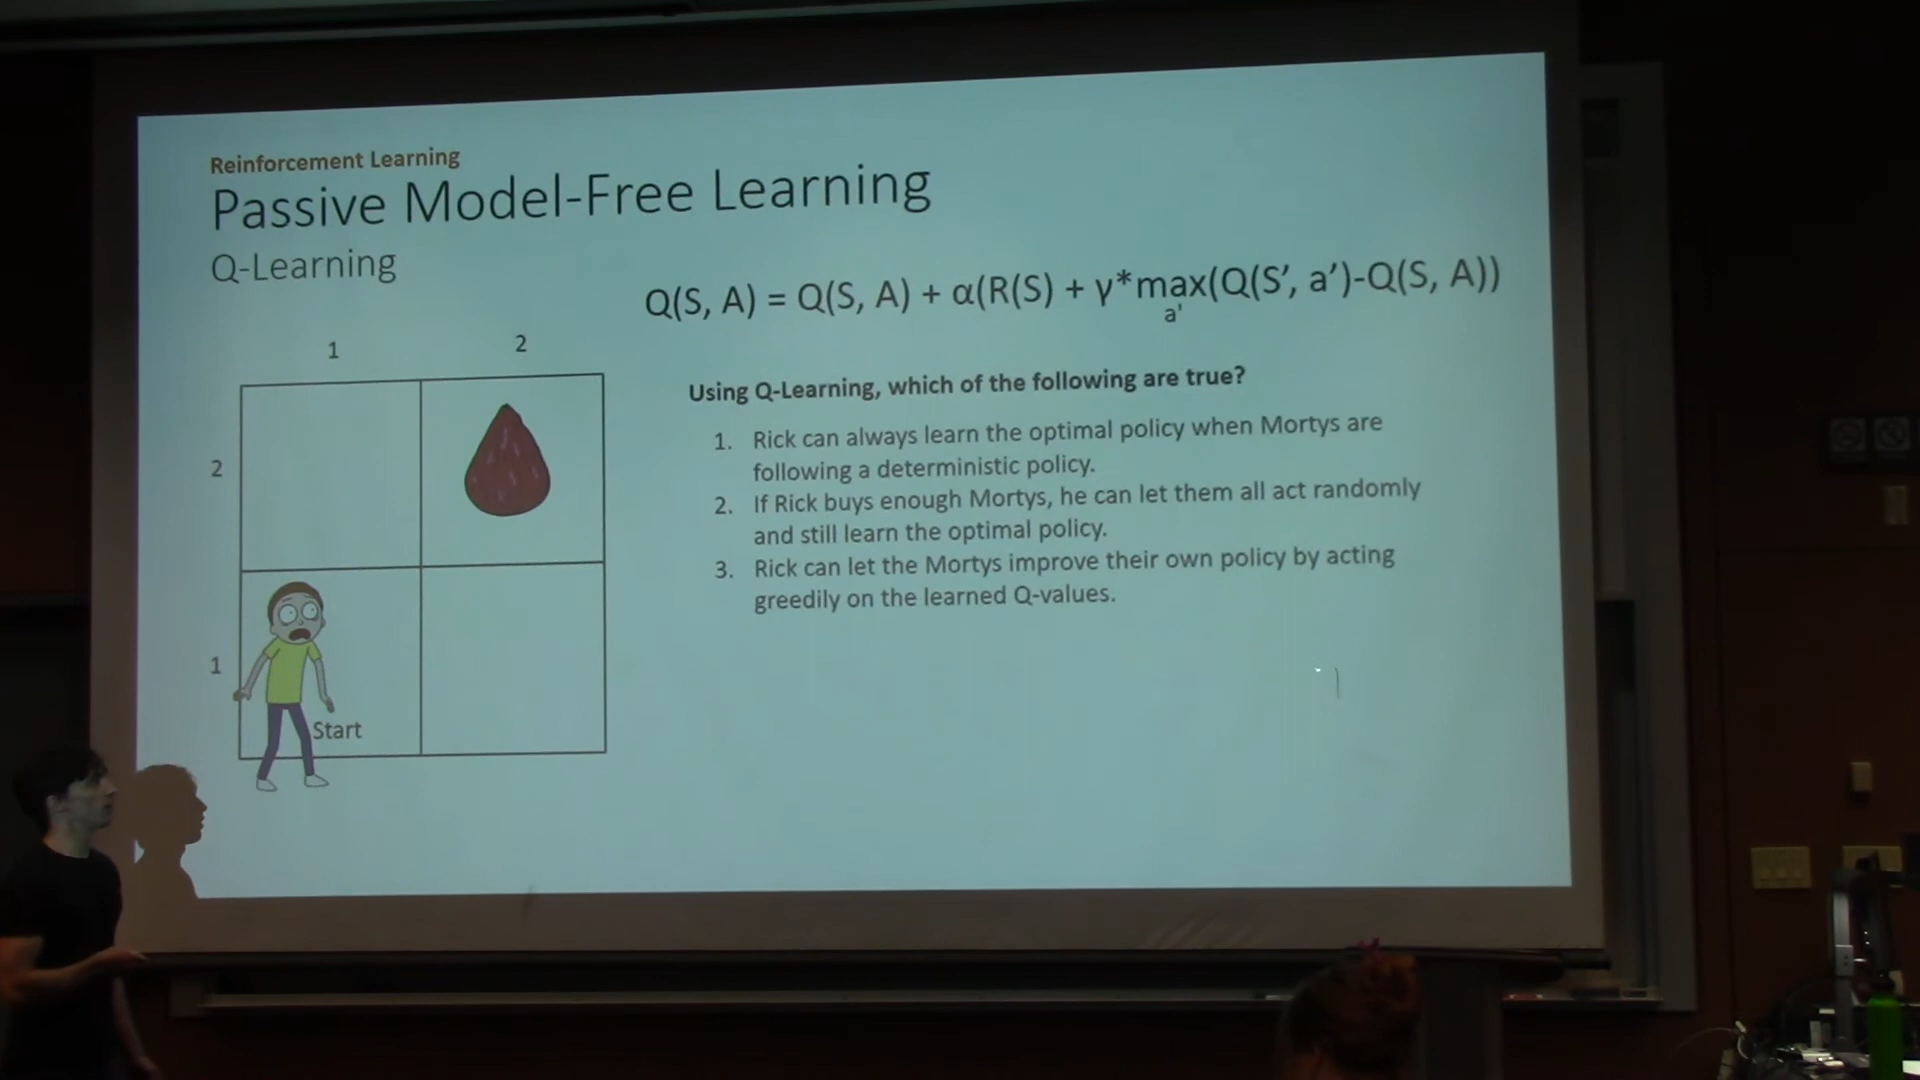 Reinforcement Learning
Passive Model-Free Learning
Q-Learning
Q(S, A) = Q(S, A) + α(R(S) + γ*max(Q(S’, a’)-Q(S, A))
a'
1
2
2
1
Start
Using Q-Learning, which of the following are true?
1. Rick can always learn the optimal policy when Mortys are
following a deterministic policy.
2. If Rick buys enough Mortys, he can let them all act randomly
and still learn the optimal policy.
3. Rick can let the Mortys improve their own policy by acting
greedily on the learned Q-values.